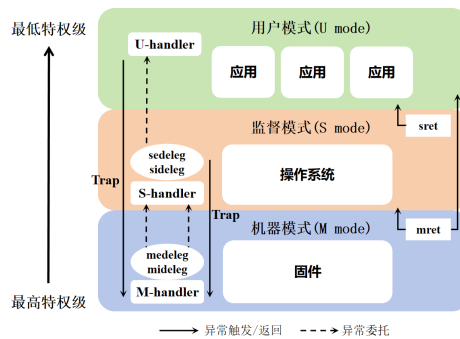 最低特权级
用户模式(U mode)
U-handler
应用
应用
应用
监督模式(S mode)
sret
sedeleg
sideleg
Trap
S-handler
操作系统
Trap
机器模式(M mode)
mret
medeleg
mideleg
固件
M-handler
最高特权级
异常触发/返回
异常委托